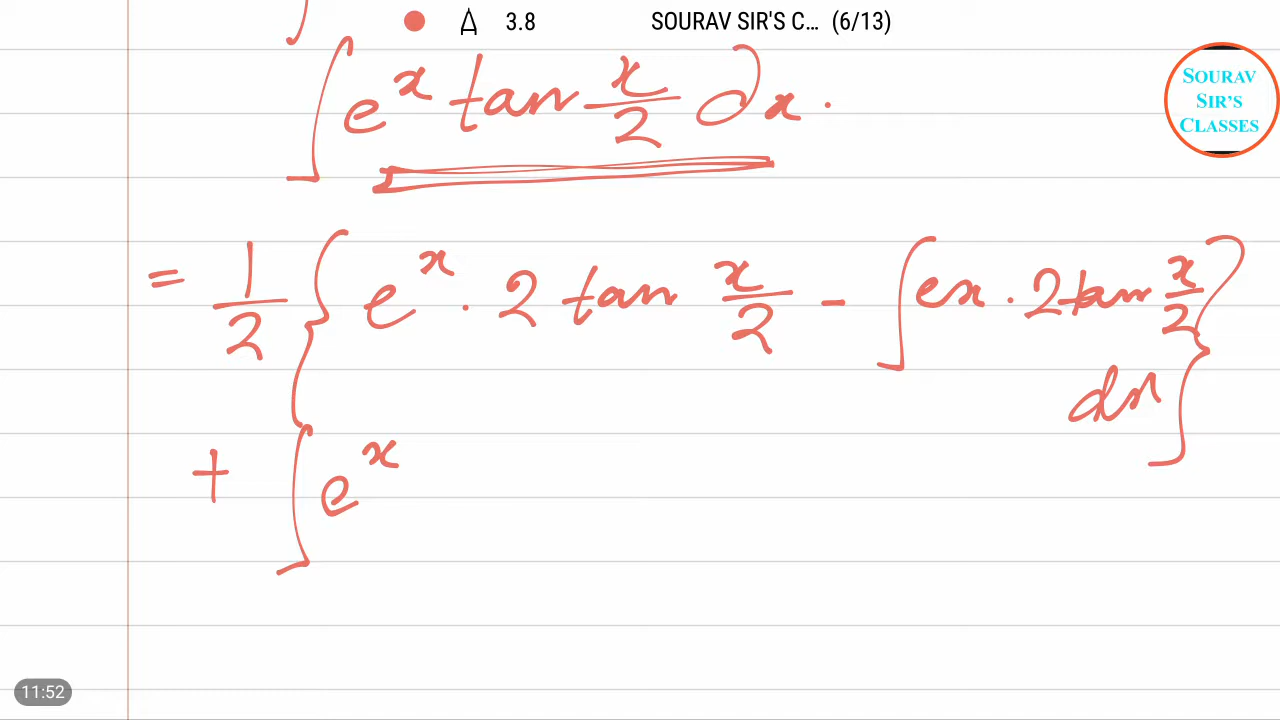 3.8 SOURAV SIR'S C... (6/13)
SOURAV
SIR'S
CLASSES
∫ e^x tan x/2 dx.
= 1/2 { e^x . 2 tan x/2 - ∫ ex . 2 tan x/2
dx }
+ ∫ e^x
11:52